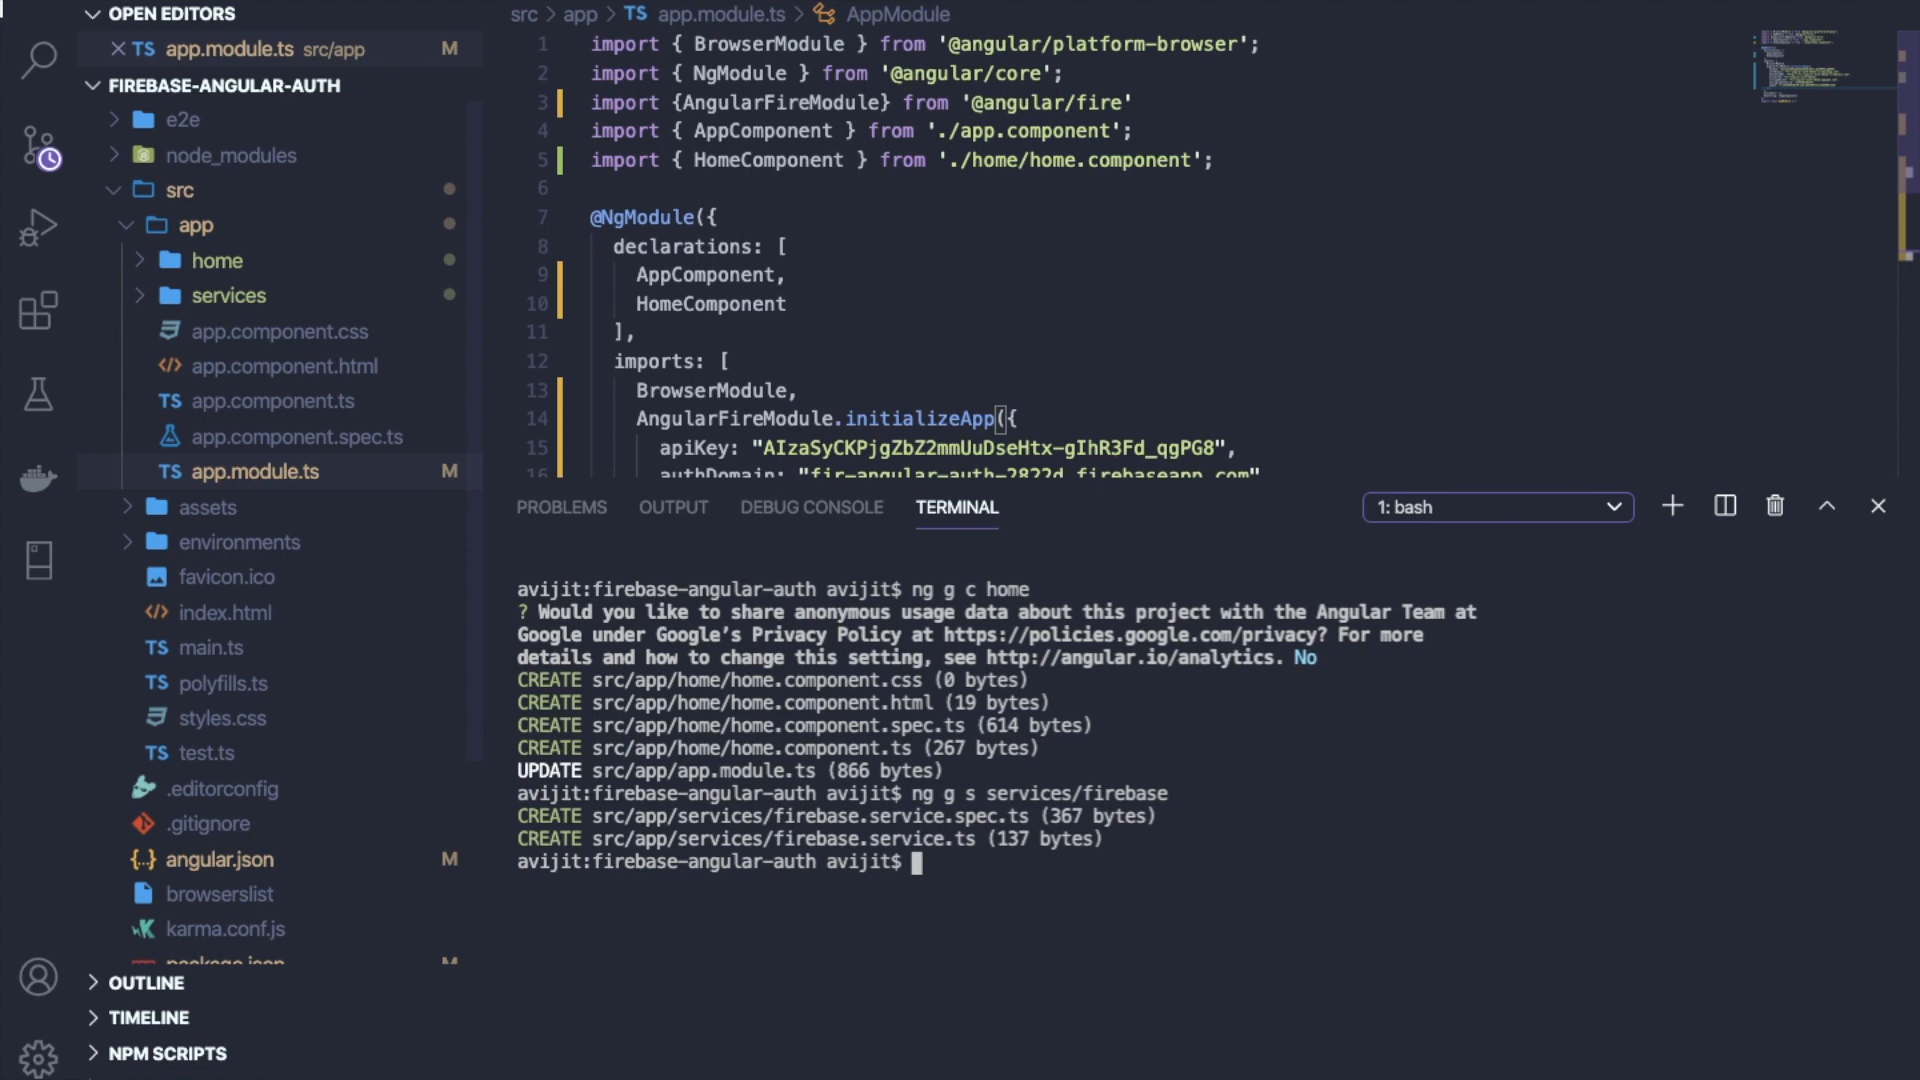 OPEN EDITORS
TS app.module.ts src/app M
FIREBASE-ANGULAR-AUTH
e2e
node_modules
src
app
home
services
app.component.css
app.component.html
TS app.component.ts
app.component.spec.ts
TS app.module.ts M
assets
environments
favicon.ico
index.html
TS main.ts
TS polyfills.ts
styles.css
TS test.ts
.editorconfig
.gitignore
{..} angular.json M
browserslist
karma.conf.js
package.json M
OUTLINE
TIMELINE
NPM SCRIPTS
src > app > TS app.module.ts > AppModule
1 import { BrowserModule } from '@angular/platform-browser';
2 import { NgModule } from '@angular/core';
3 import {AngularFireModule} from '@angular/fire'
4 import { AppComponent } from './app.component';
5 import { HomeComponent } from './home/home.component';
6
7 @NgModule({
8 declarations: [
9 AppComponent,
10 HomeComponent
11 ],
12 imports: [
13 BrowserModule,
14 AngularFireModule.initializeApp({
15 apiKey: "AIzaSyCKPjgZbZ2mmUuDseHtx-gIhR3Fd_qgPG8",
16 authDomain: "fir-angular-auth-2822d.firebaseapp.com"
PROBLEMS OUTPUT DEBUG CONSOLE TERMINAL 1: bash
avijit:firebase-angular-auth avijit$ ng g c home
? Would you like to share anonymous usage data about this project with the Angular Team at
Google under Google’s Privacy Policy at https://policies.google.com/privacy? For more
details and how to change this setting, see http://angular.io/analytics. No
CREATE src/app/home/home.component.css (0 bytes)
CREATE src/app/home/home.component.html (19 bytes)
CREATE src/app/home/home.component.spec.ts (614 bytes)
CREATE src/app/home/home.component.ts (267 bytes)
UPDATE src/app/app.module.ts (866 bytes)
avijit:firebase-angular-auth avijit$ ng g s services/firebase
CREATE src/app/services/firebase.service.spec.ts (367 bytes)
CREATE src/app/services/firebase.service.ts (137 bytes)
avijit:firebase-angular-auth avijit$